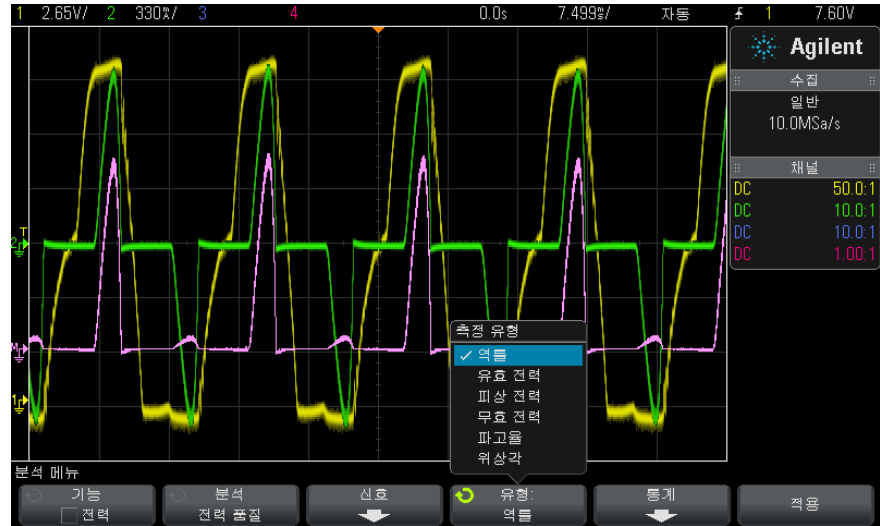 1 2.65V/ 2 330㎷/ 3 4 0.0s 7.499㎳/ 자동 1 7.60V
Agilent
수집
일반
10.0MSa/s
채널
DC 50.0:1
DC 10.0:1
DC 10.0:1
DC 1.00:1
T
2
M
1
측정 유형
✓ 역률
유효 전력
피상 전력
무효 전력
파고율
위상각
분석 메뉴
기능 분석 신호 유형: 통계 적용
전력 전력 품질 역률